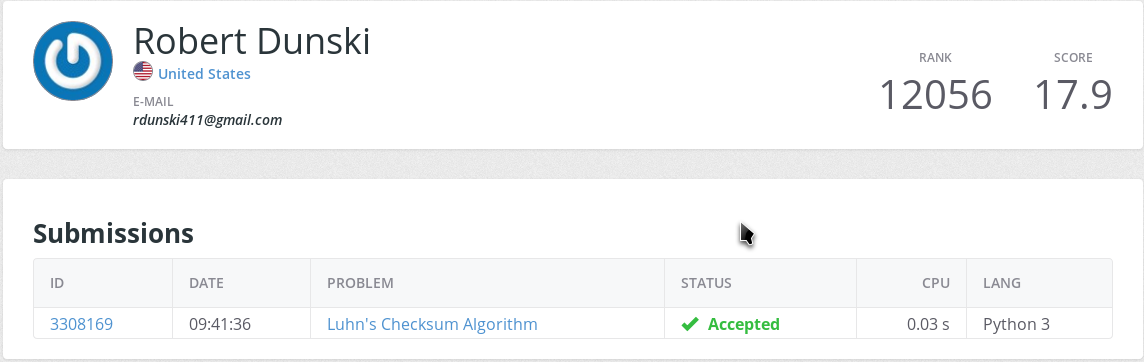 Robert Dunski
United States
E-MAIL
rdunski411@gmail.com
RANK
12056
SCORE
17.9
Submissions
ID DATE PROBLEM STATUS CPU LANG
3308169 09:41:36 Luhn's Checksum Algorithm Accepted 0.03 s Python 3